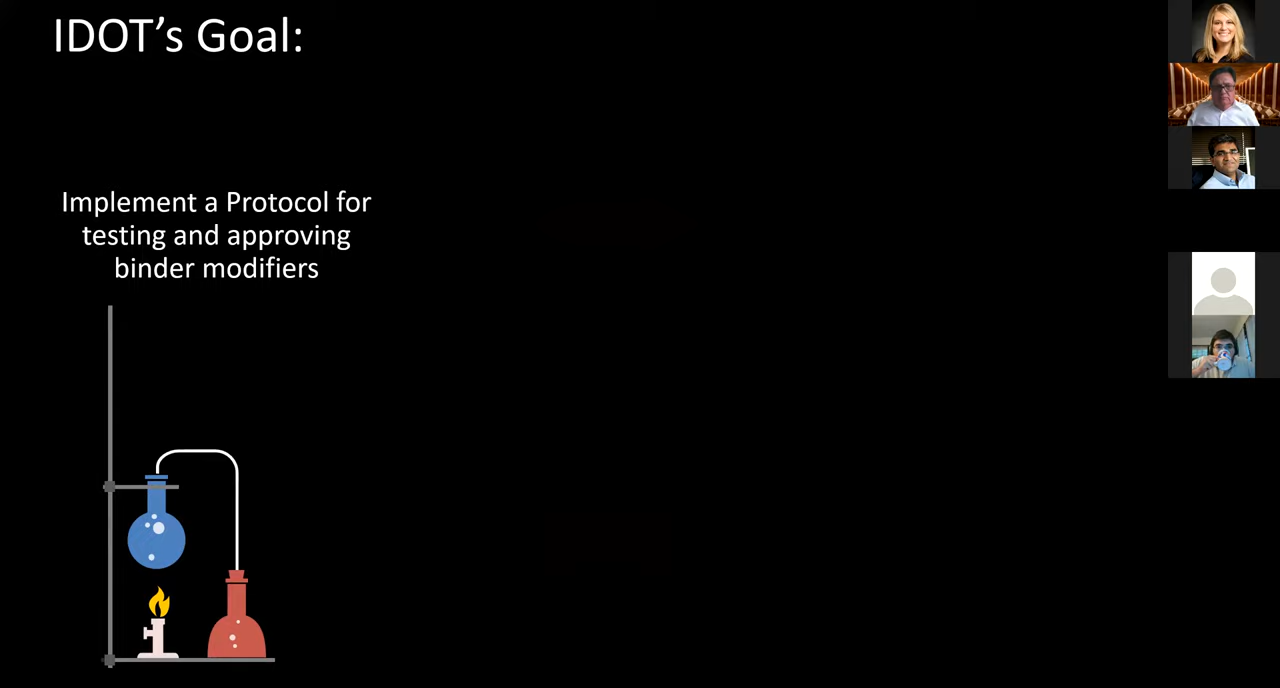 IDOT’s Goal:
Implement a Protocol for
testing and approving
binder modifiers